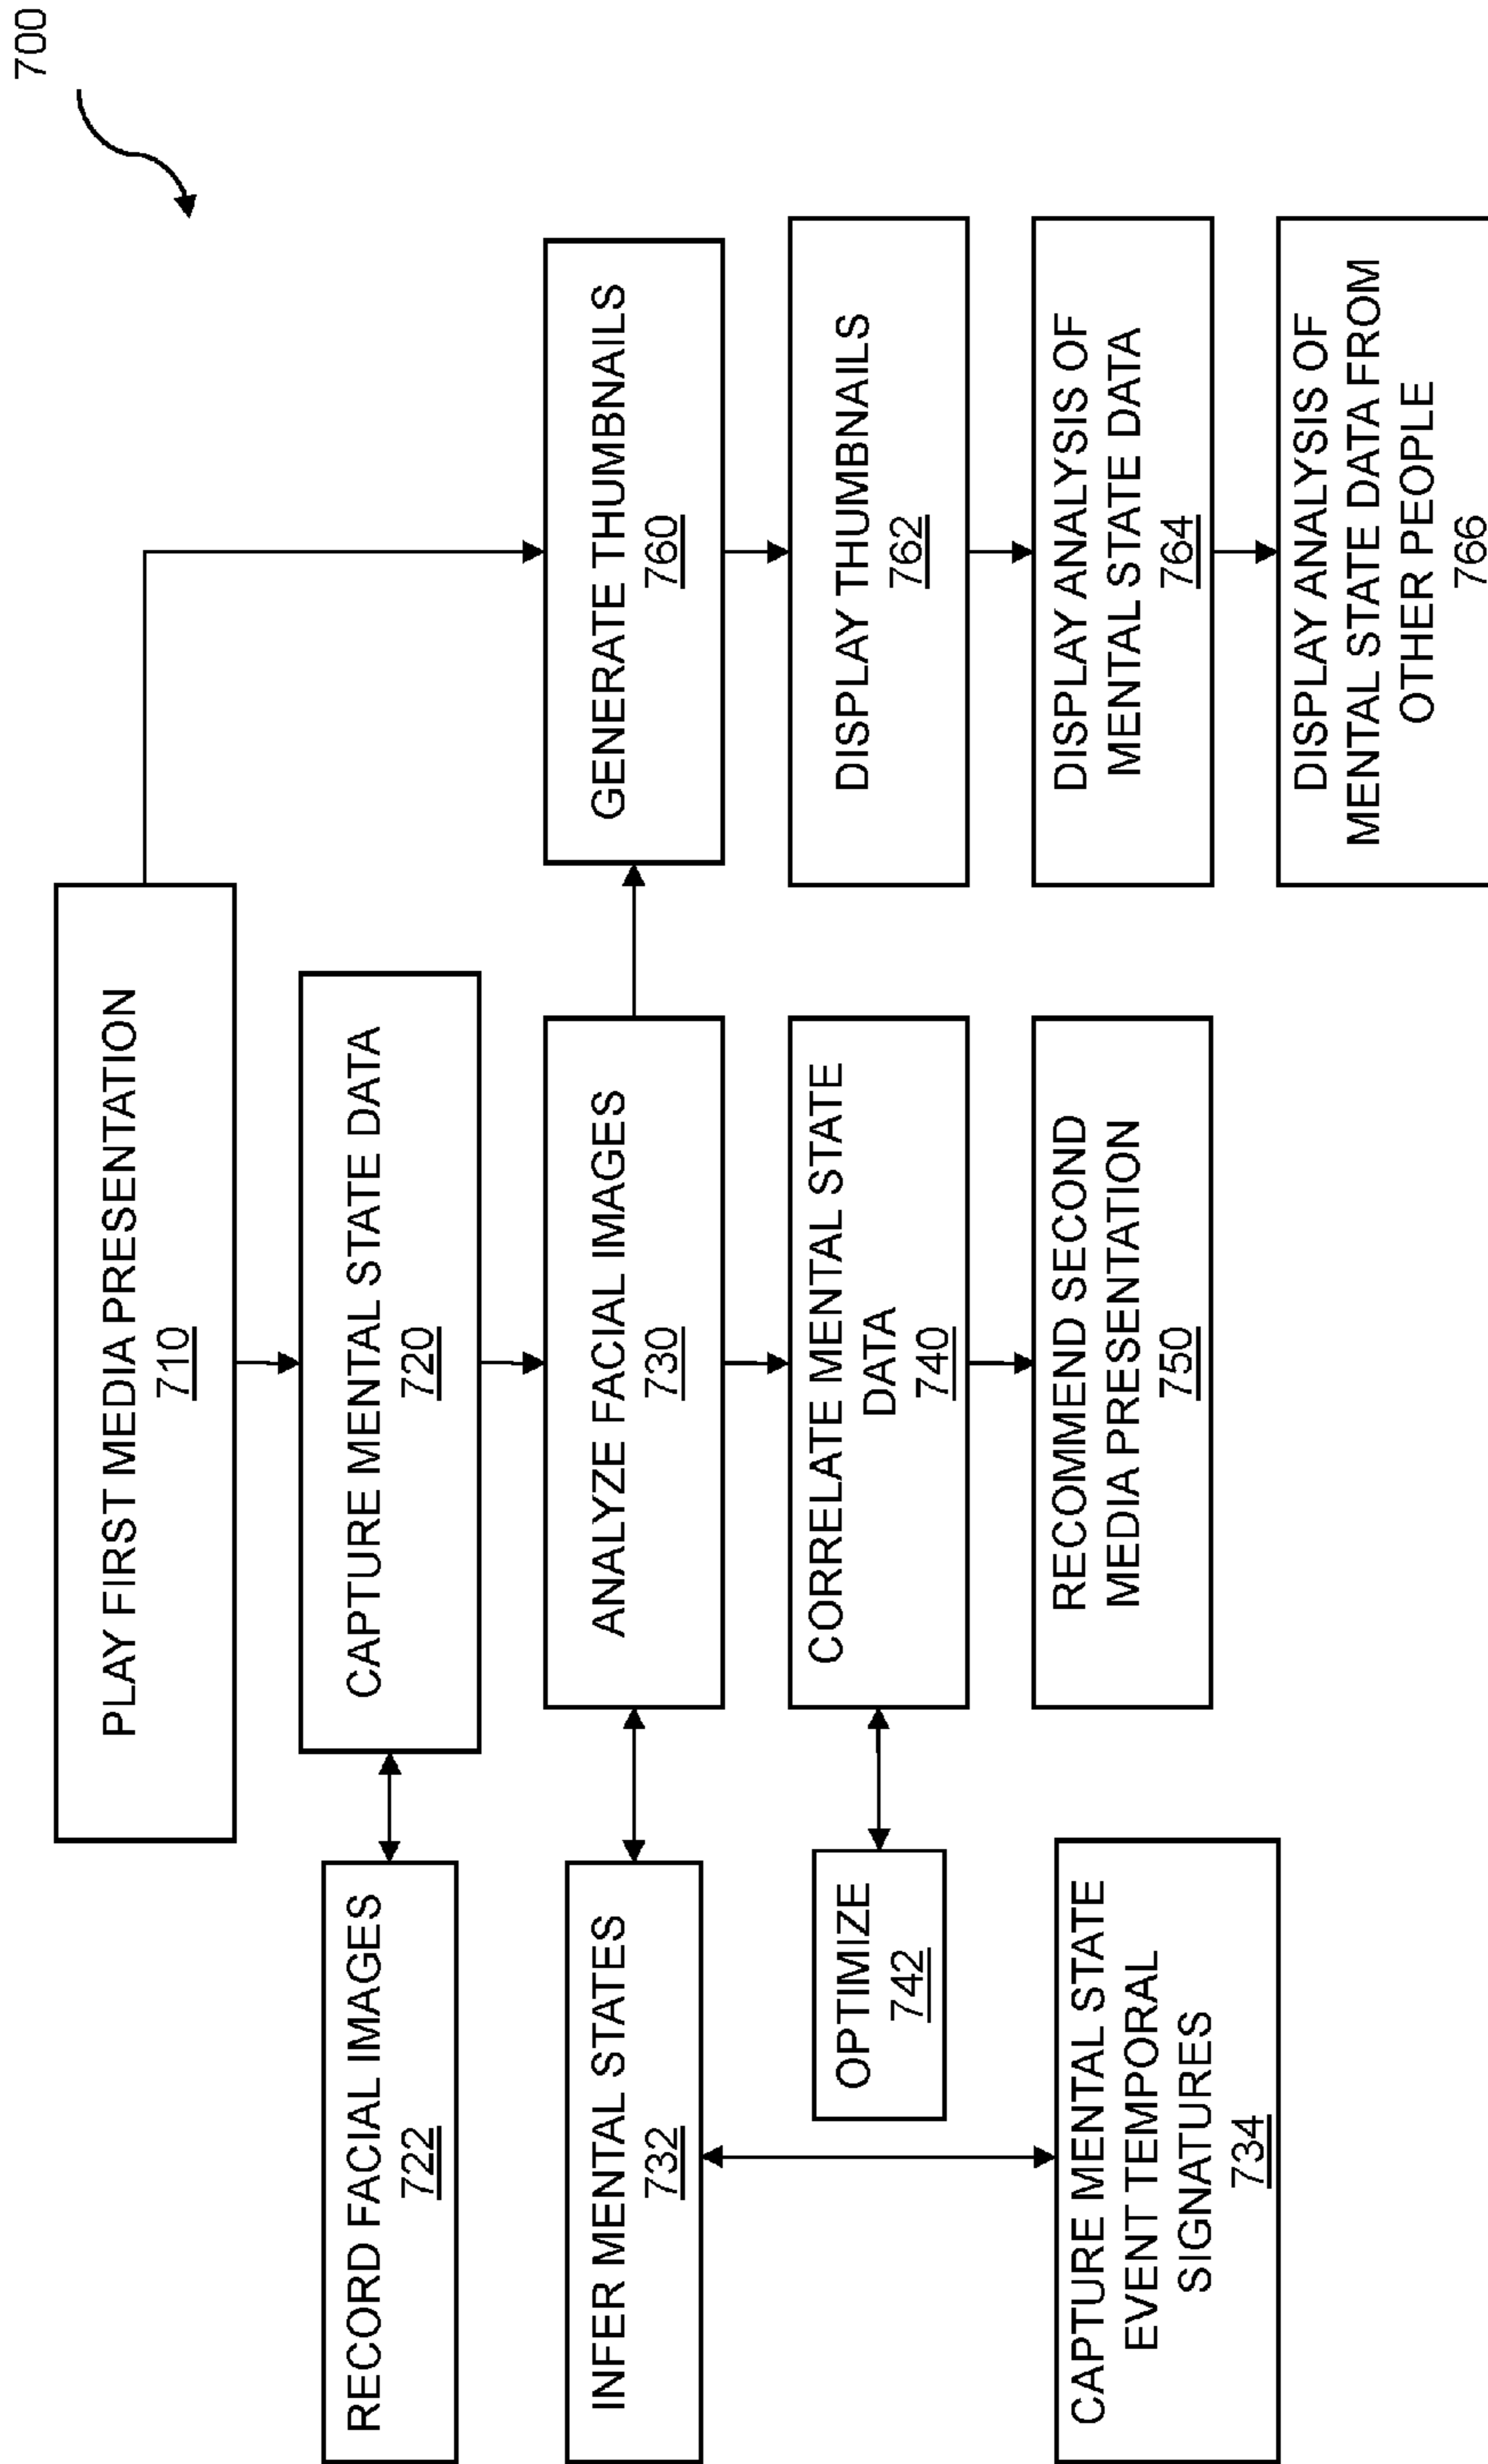 700
PLAY FIRST MEDIA PRESENTATION
710
RECORD FACIAL IMAGES
722
CAPTURE MENTAL STATE DATA
720
INFER MENTAL STATES
732
ANALYZE FACIAL IMAGES
730
GENERATE THUMBNAILS
760
OPTIMIZE
742
CORRELATE MENTAL STATE
DATA
740
DISPLAY THUMBNAILS
762
CAPTURE MENTAL STATE
EVENT TEMPORAL
SIGNATURES
734
RECOMMEND SECOND
MEDIA PRESENTATION
750
DISPLAY ANALYSIS OF
MENTAL STATE DATA
764
DISPLAY ANALYSIS OF
MENTAL STATE DATA FROM
OTHER PEOPLE
766